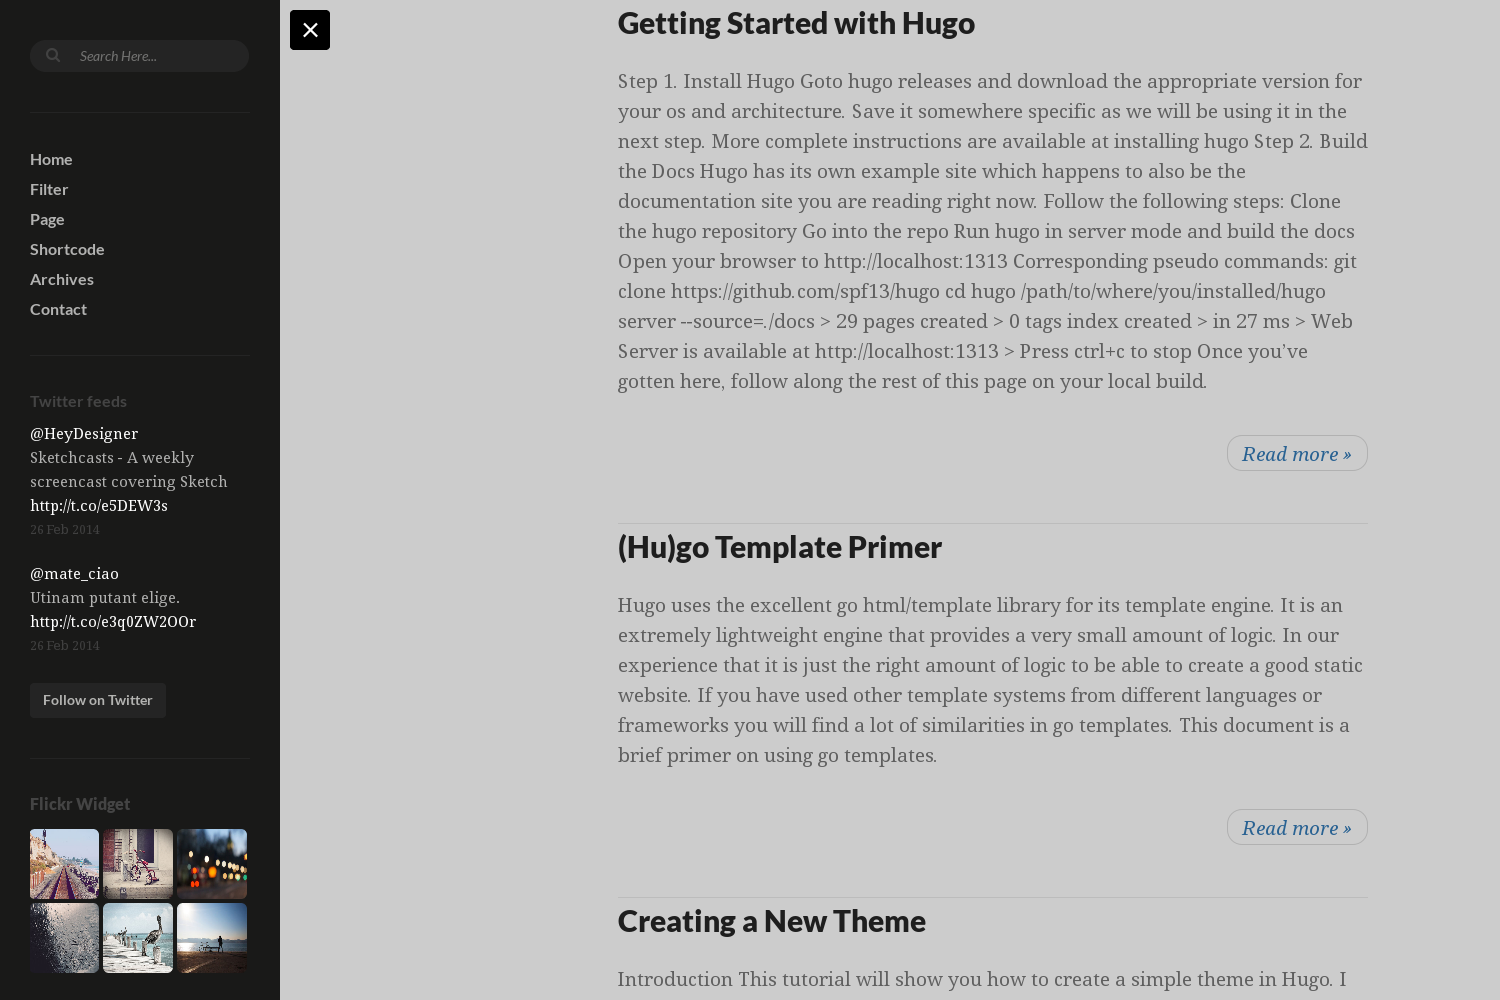 Search Here...
Home
Filter
Page
Shortcode
Archives
Contact
Twitter feeds
@HeyDesigner
Sketchcasts - A weekly
screencast covering Sketch
http://t.co/e5DEW3s
26 Feb 2014
@mate_ciao
Utinam putant elige.
http://t.co/e3q0ZW2OOr
26 Feb 2014
Follow on Twitter
Flickr Widget
Getting Started with Hugo
Step 1. Install Hugo Goto hugo releases and download the appropriate version for
your os and architecture. Save it somewhere specific as we will be using it in the
next step. More complete instructions are available at installing hugo Step 2. Build
the Docs Hugo has its own example site which happens to also be the
documentation site you are reading right now. Follow the following steps: Clone
the hugo repository Go into the repo Run hugo in server mode and build the docs
Open your browser to http://localhost:1313 Corresponding pseudo commands: git
clone https://github.com/spf13/hugo cd hugo /path/to/where/you/installed/hugo
server --source=./docs > 29 pages created > 0 tags index created > in 27 ms > Web
Server is available at http://localhost:1313 > Press ctrl+c to stop Once you’ve
gotten here, follow along the rest of this page on your local build.
Read more »
(Hu)go Template Primer
Hugo uses the excellent go html/template library for its template engine. It is an
extremely lightweight engine that provides a very small amount of logic. In our
experience that it is just the right amount of logic to be able to create a good static
website. If you have used other template systems from different languages or
frameworks you will find a lot of similarities in go templates. This document is a
brief primer on using go templates.
Read more »
Creating a New Theme
Introduction This tutorial will show you how to create a simple theme in Hugo. I